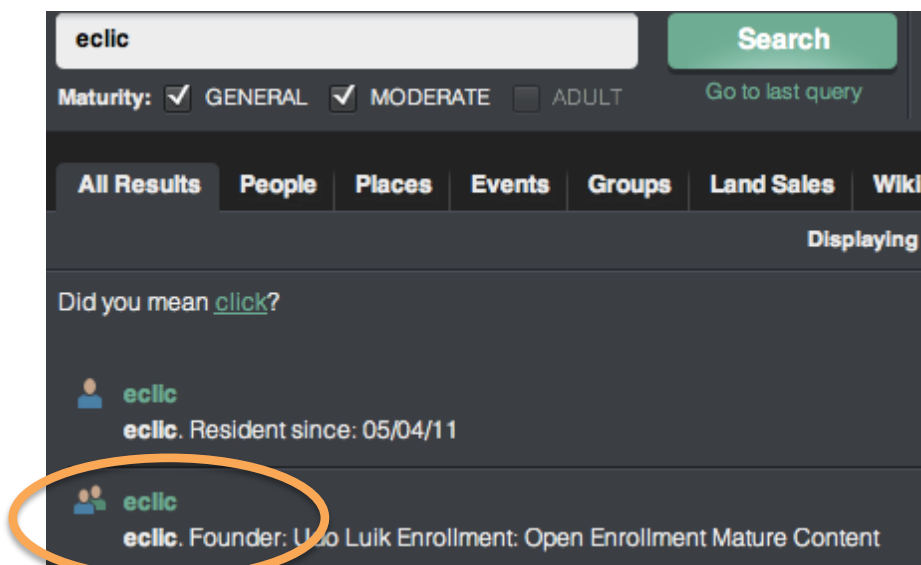 eclic
Search
Maturity: GENERAL MODERATE ADULT
Go to last query
All Results People Places Events Groups Land Sales Wiki
Displaying
Did you mean click?
eclic
eclic. Resident since: 05/04/11
eclic
eclic. Founder: Luik Enrollment: Open Enrollment Mature Content